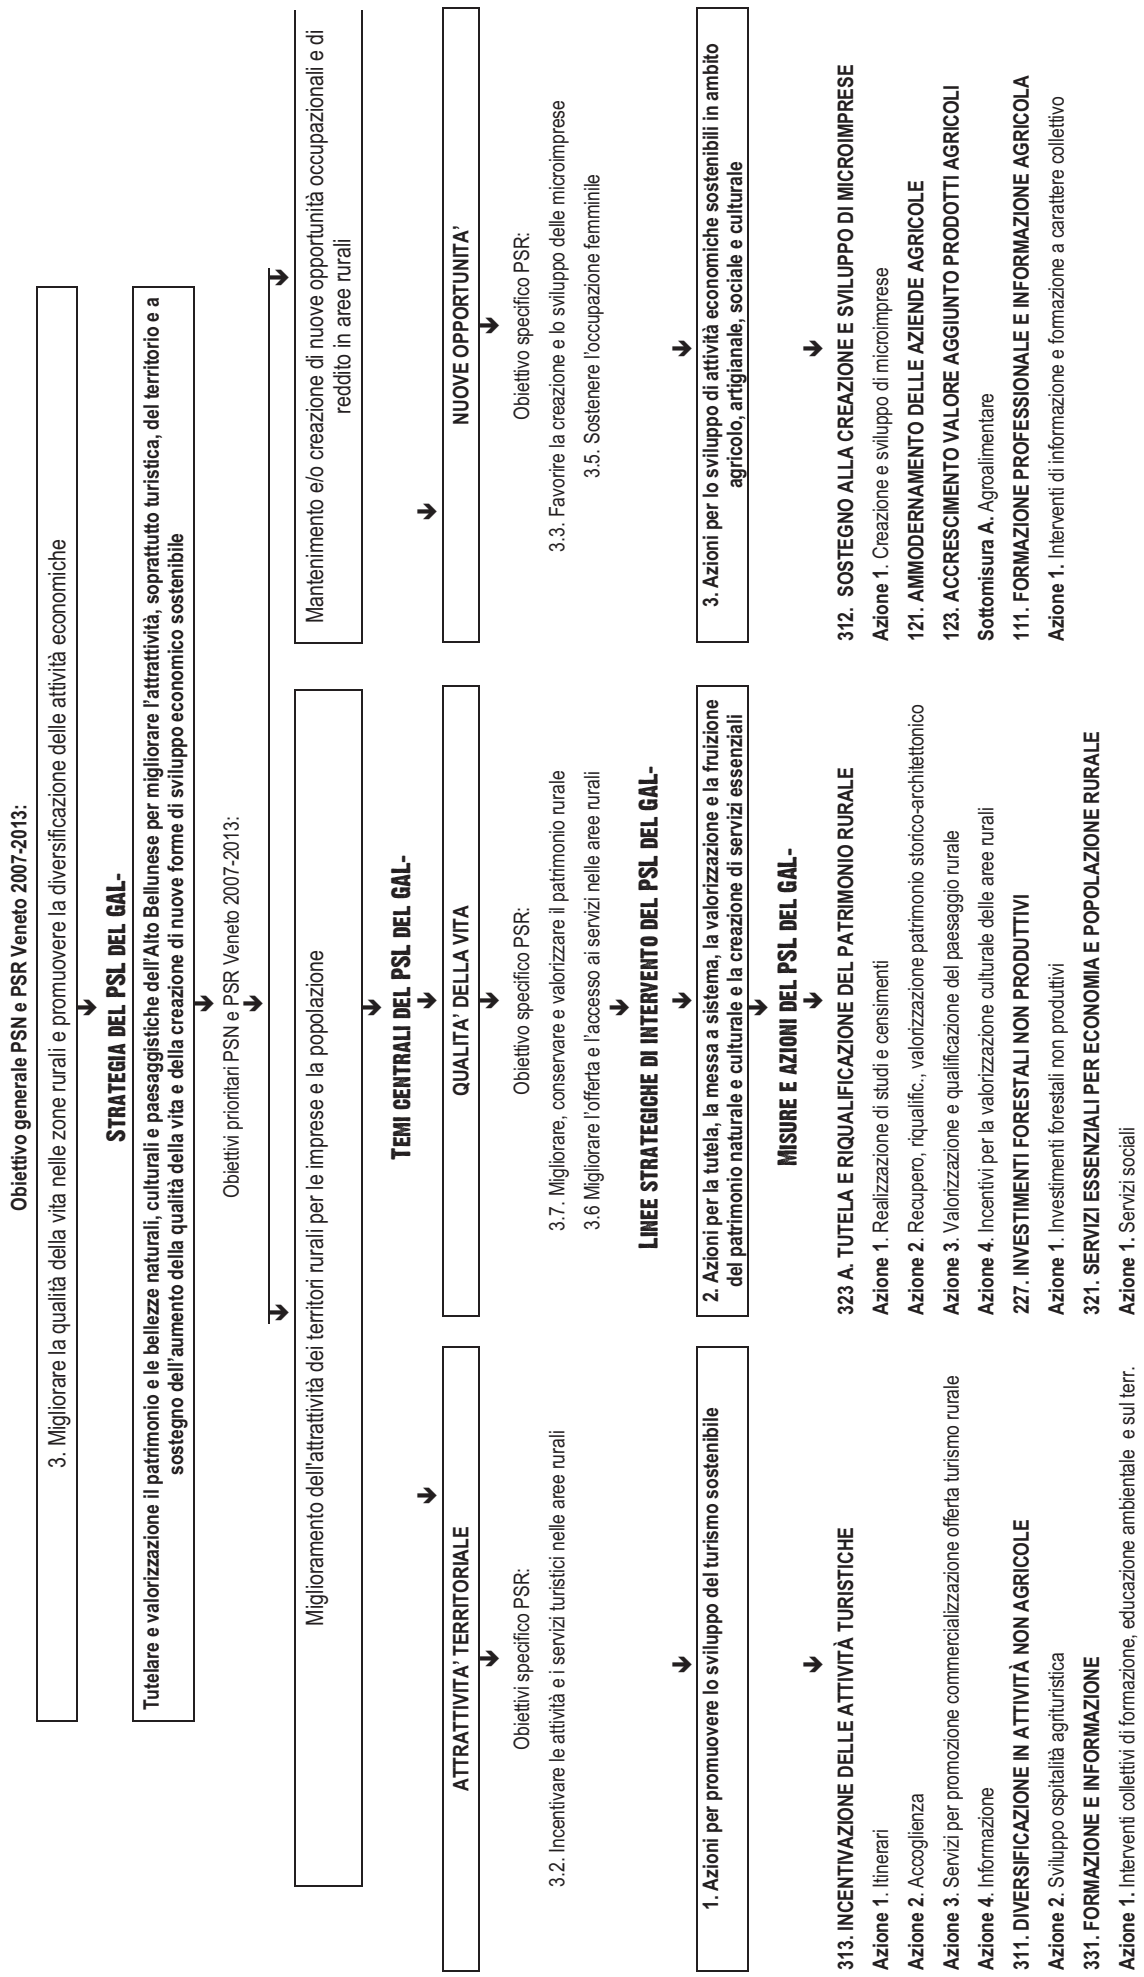 Obiettivo generale PSN e PSR Veneto 2007-2013:
3. Migliorare la qualità della vita nelle zone rurali e promuovere la diversificazione delle attività economiche
STRATEGIA DEL PSL DEL GAL-
Tutelare e valorizzazione il patrimonio e le bellezze naturali, culturali e paesaggistiche dell'Alto Bellunese per migliorare l'attrattività, soprattutto turistica, del territorio e a
sostegno dell'aumento della qualità della vita e della creazione di nuove forme di sviluppo economico sostenibile
Obiettivi prioritari PSN e PSR Veneto 2007-2013:
Miglioramento dell'attrattività dei territori rurali per le imprese e la popolazione
Mantenimento e/o creazione di nuove opportunità occupazionali e di
reddito in aree rurali
TEMI CENTRALI DEL PSL DEL GAL-
ATTRATTIVITA' TERRITORIALE
Obiettivi specifico PSR:
3.2. Incentivare le attività e i servizi turistici nelle aree rurali
QUALITA' DELLA VITA
Obiettivo specifico PSR:
3.7. Migliorare, conservare e valorizzare il patrimonio rurale
3.6 Migliorare l'offerta e l'accesso ai servizi nelle aree rurali
NUOVE OPPORTUNITA'
Obiettivo specifico PSR:
3.3. Favorire la creazione e lo sviluppo delle microimprese
3.5. Sostenere l'occupazione femminile
LINEE STRATEGICHE DI INTERVENTO DEL PSL DEL GAL-
1. Azioni per promuovere lo sviluppo del turismo sostenibile
2. Azioni per la tutela, la messa a sistema, la valorizzazione e la fruizione
del patrimonio naturale e culturale e la creazione di servizi essenziali
3. Azioni per lo sviluppo di attività economiche sostenibili in ambito
agricolo, artigianale, sociale e culturale
MISURE E AZIONI DEL PSL DEL GAL-
313. INCENTIVAZIONE DELLE ATTIVITÀ TURISTICHE
Azione 1. Itinerari
Azione 2. Accoglienza
Azione 3. Servizi per promozione commercializzazione offerta turismo rurale
Azione 4. Informazione
311. DIVERSIFICAZIONE IN ATTIVITÀ NON AGRICOLE
Azione 2. Sviluppo ospitalità agrituristica
331. FORMAZIONE E INFORMAZIONE
Azione 1. Interventi collettivi di formazione, educazione ambientale e sul terr.
323 A. TUTELA E RIQUALIFICAZIONE DEL PATRIMONIO RURALE
Azione 1. Realizzazione di studi e censimenti
Azione 2. Recupero, riqualific., valorizzazione patrimonio storico-architettonico
Azione 3. Valorizzazione e qualificazione del paesaggio rurale
Azione 4. Incentivi per la valorizzazione culturale delle aree rurali
227. INVESTIMENTI FORESTALI NON PRODUTTIVI
Azione 1. Investimenti forestali non produttivi
321. SERVIZI ESSENZIALI PER ECONOMIA E POPOLAZIONE RURALE
Azione 1. Servizi sociali
312. SOSTEGNO ALLA CREAZIONE E SVILUPPO DI MICROIMPRESE
Azione 1. Creazione e sviluppo di microimprese
121. AMMODERNAMENTO DELLE AZIENDE AGRICOLE
123. ACCRESCIMENTO VALORE AGGIUNTO PRODOTTI AGRICOLI
Sottomisura A. Agroalimentare
111. FORMAZIONE PROFESSIONALE E INFORMAZIONE AGRICOLA
Azione 1. Interventi di informazione e formazione a carattere collettivo